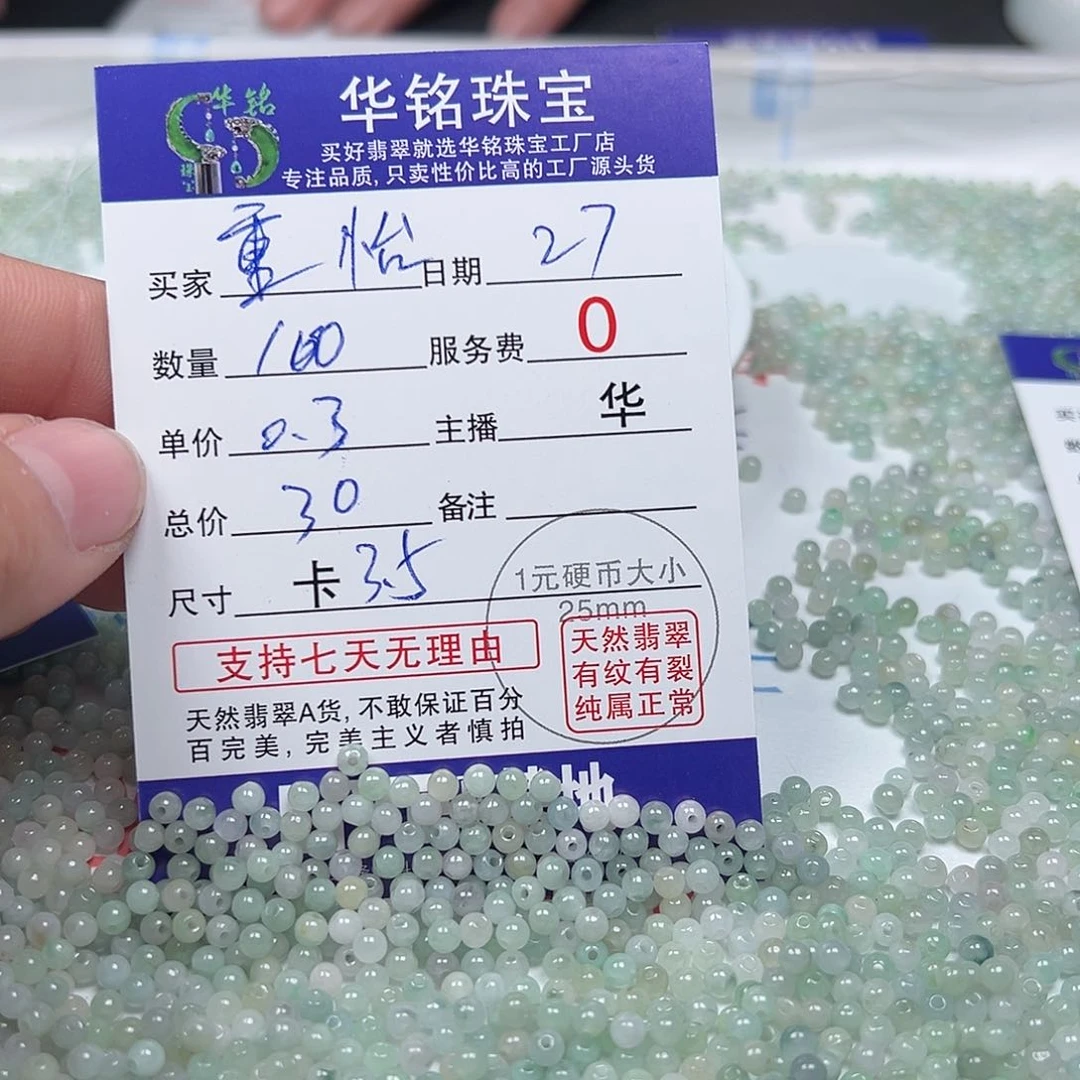 华铭
珠宝
华铭珠宝
买好翡翠就选华铭珠宝工厂店
专注品质,只卖性价比高的工厂源头货
买家 重怡 日期 27
数量 100 服务费 0
单价 0.3 主播 华
总价 30 备注
尺寸 卡 3.5
1元硬币大小
25mm
支持七天无理由
天然翡翠
有纹有裂
纯属正常
天然翡翠A货,不敢保证百分
百完美,完美主义者慎拍
地